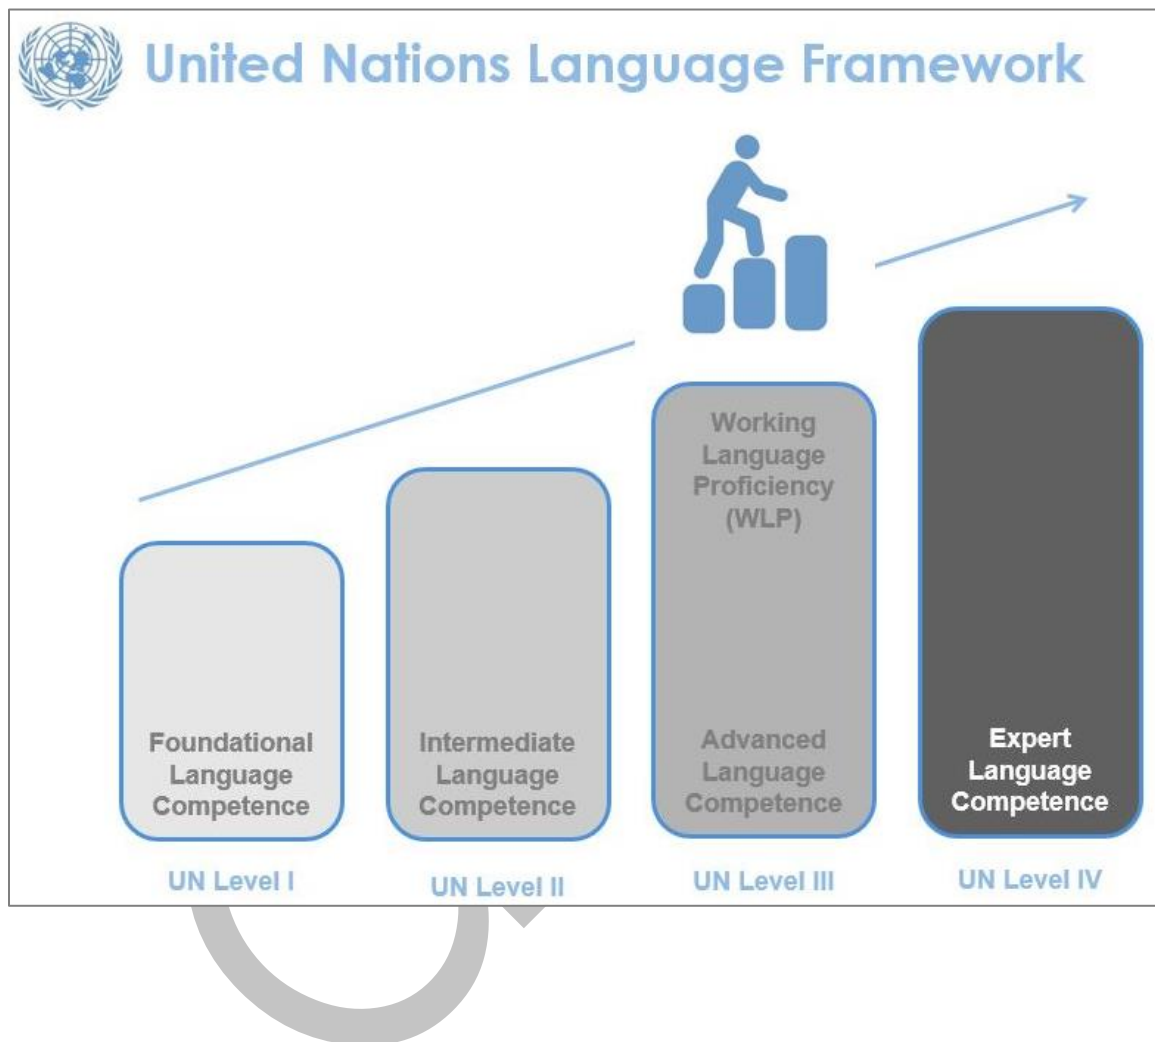 United Nations Language Framework
Working
Language
Proficiency
(WLP)
Foundational
Language
Competence
Intermediate
Language
Competence
Advanced
Language
Competence
Expert
Language
Competence
UN Level I
UN Level II
UN Level III
UN Level IV